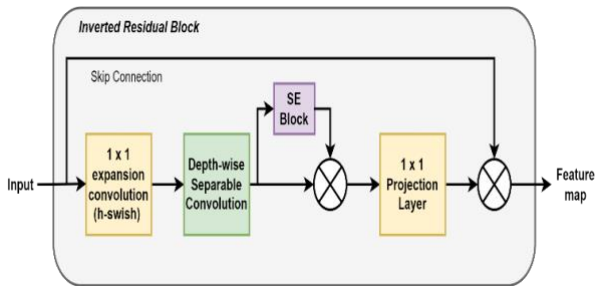 Inverted Residual Block
Skip Connection
SE
Block
Input
1 x 1
expansion
convolution
(h-swish)
Depth-wise
Separable
Convolution
1 x 1
Projection
Layer
Feature
map